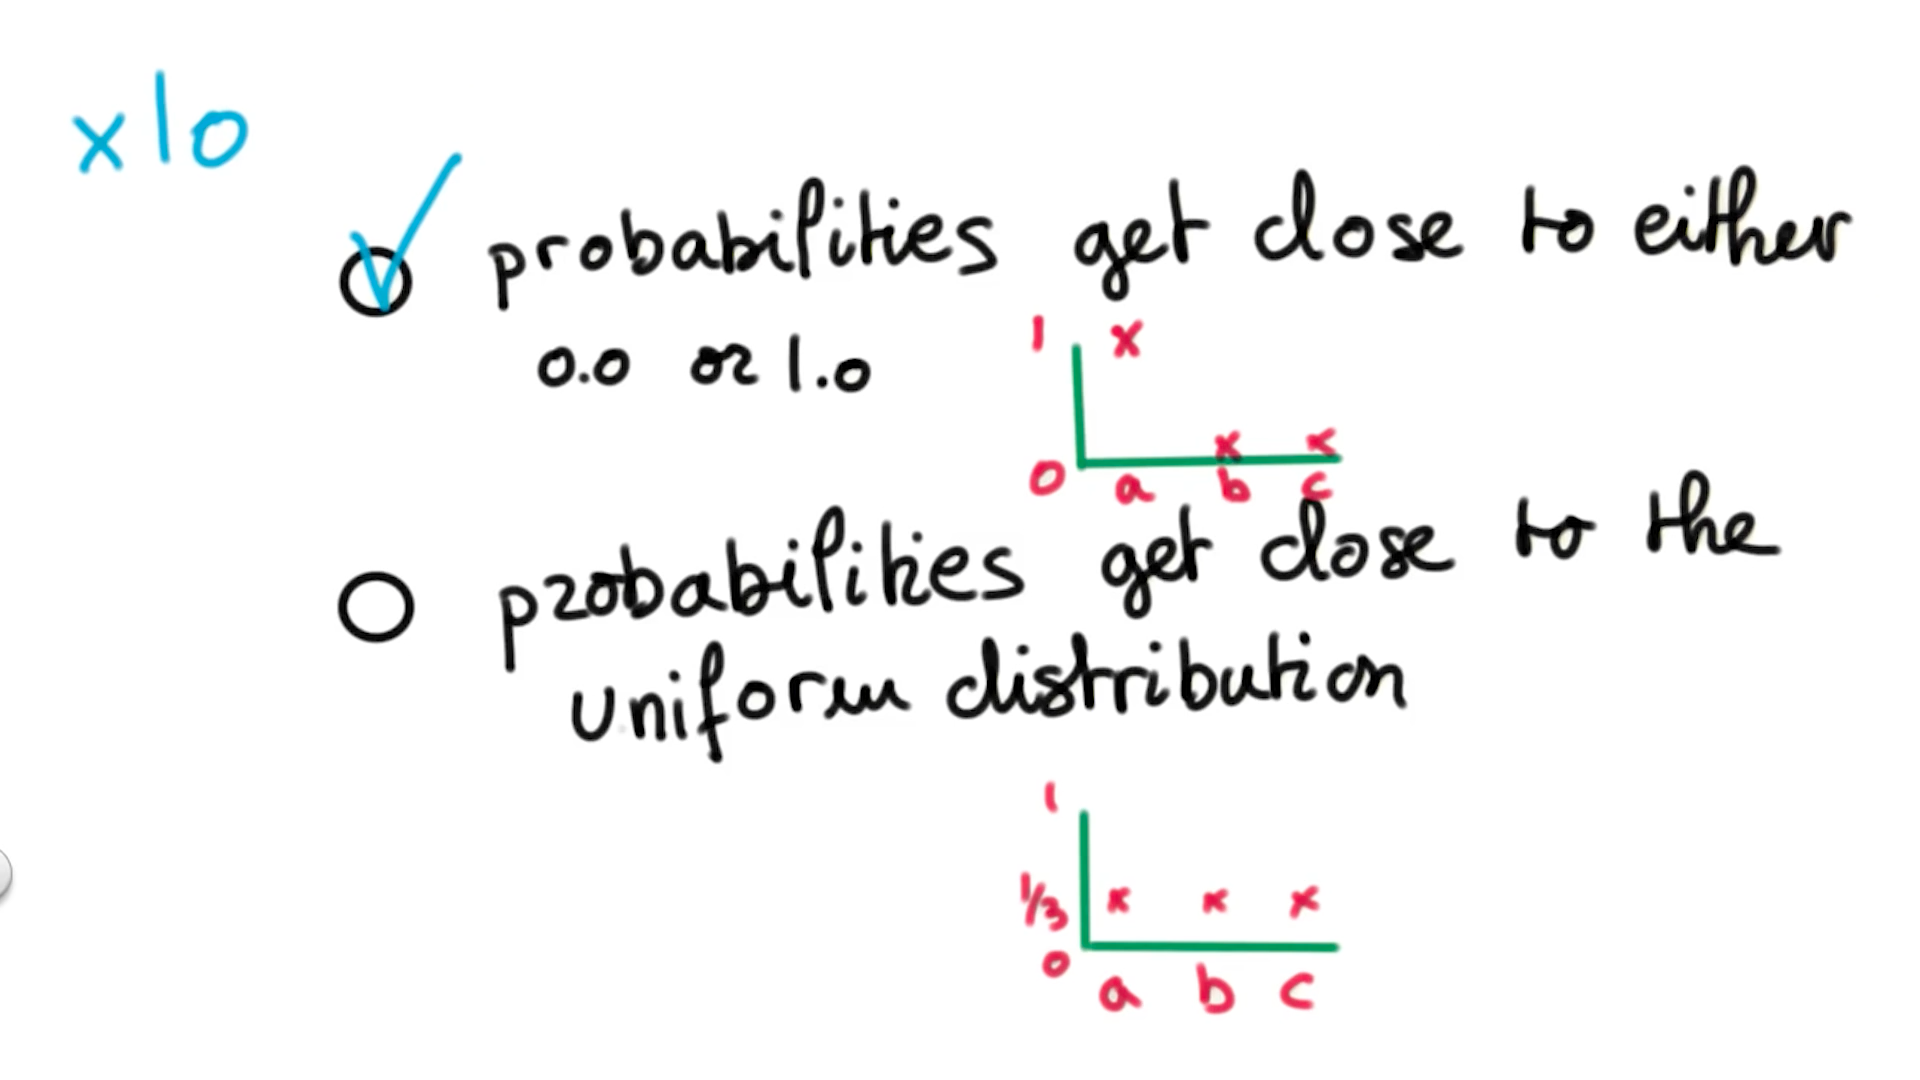 x10
probabilities get close to either
0.0 or 1.0
1 x
x x
0 a b c
probabilities get close to the
uniform distribution
1
1/3 x x x
0
a b c